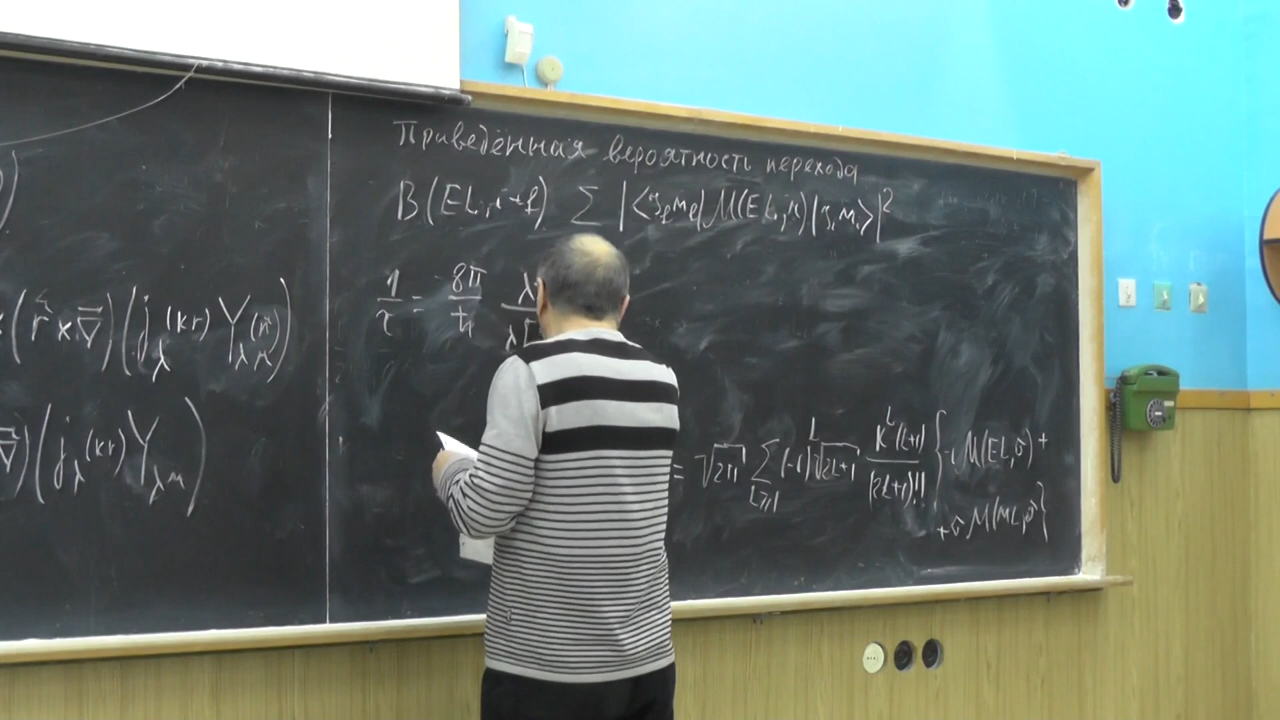 Приведённая вероятность перехода
B(EL, i→f) Σ |<J_f M_f| M(EL, μ) |J_i M_i>|²
1/τ = 8π/ħ λ
(r̂ × ∇⃗)(j_λ(kr) Y_λμ(r̂))
∇⃗)(j_λ(kr) Y_λμ)
= √2π Σ_{L≥1} (-i)^L √2L+1 k^L (L+1) / (2L+1)!! { -i M(EL, σ) +
+ σ M(ML, σ) }